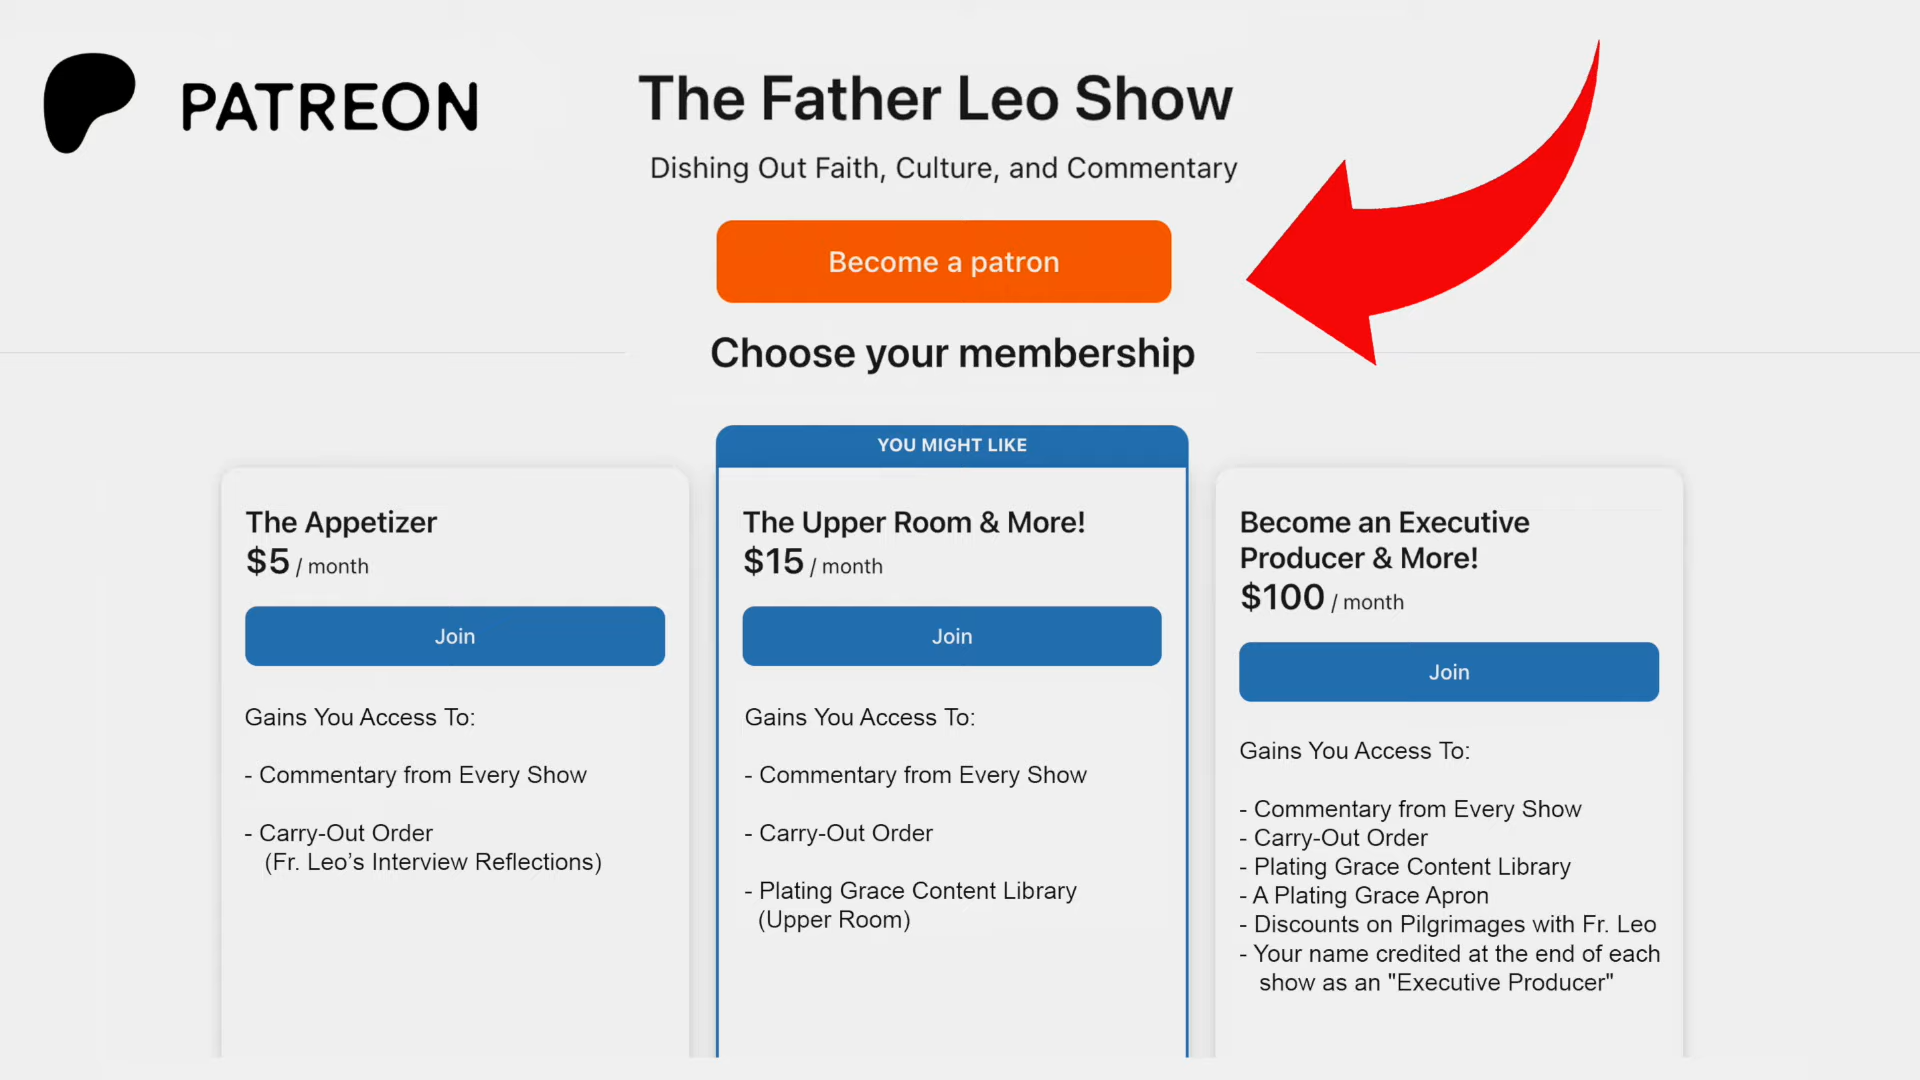 PATREON
The Father Leo Show
Dishing Out Faith, Culture, and Commentary
Become a patron
Choose your membership
The Appetizer
$5 / month
Join
Gains You Access To:
- Commentary from Every Show
- Carry-Out Order
(Fr. Leo’s Interview Reflections)
YOU MIGHT LIKE
The Upper Room & More!
$15 / month
Join
Gains You Access To:
- Commentary from Every Show
- Carry-Out Order
- Plating Grace Content Library
(Upper Room)
Become an Executive
Producer & More!
$100 / month
Join
Gains You Access To:
- Commentary from Every Show
- Carry-Out Order
- Plating Grace Content Library
- A Plating Grace Apron
- Discounts on Pilgrimages with Fr. Leo
- Your name credited at the end of each
show as an "Executive Producer"